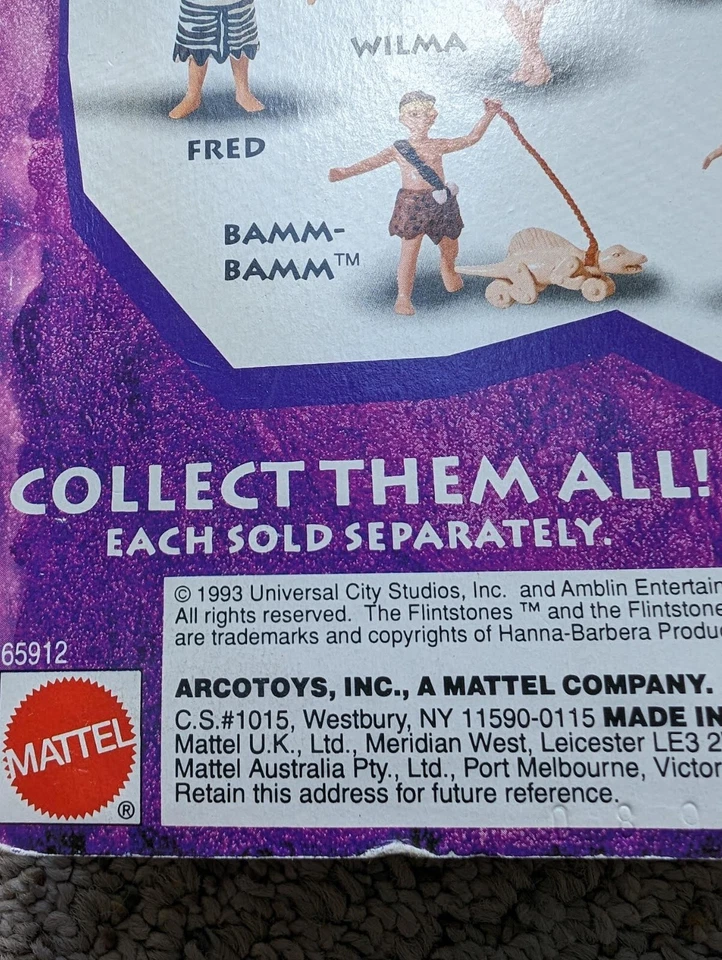 WILMA
FRED
BAMM-
BAMM™
COLLECT THEM ALL!
EACH SOLD SEPARATELY.
© 1993 Universal City Studios, Inc. and Amblin Entertain
All rights reserved. The Flintstones ™ and the Flintstone
are trademarks and copyrights of Hanna-Barbera Produ
65912
ARCOTOYS, INC., A MATTEL COMPANY.
C.S.#1015, Westbury, NY 11590-0115 MADE IN
Mattel U.K., Ltd., Meridian West, Leicester LE3 2
Mattel Australia Pty., Ltd., Port Melbourne, Victor
Retain this address for future reference.
MATTEL
®